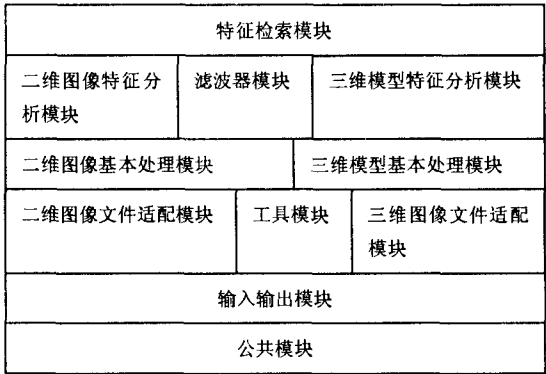 特征检索模块
二维图像特征分
析模块
滤波器模块
三维模型特征分析模块
二维图像基本处理模块
三维模型基本处理模块
二维图像文件适配模块
工具模块
三维图像文件适配
模块
输入输出模块
公共模块